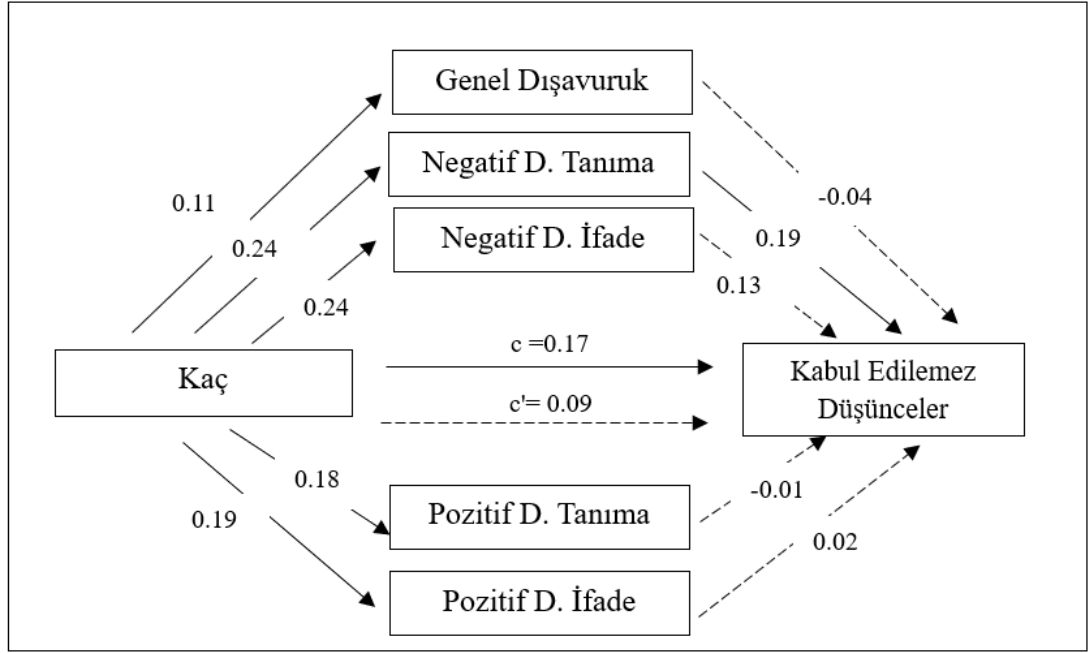 Genel Dışavuruk
Negatif D. Tanıma
Negatif D. İfade
0.11
0.24
0.24
-0.04
0.19
0.13
Kaç
c =0.17
c'= 0.09
Kabul Edilemez
Düşünceler
0.18
0.19
-0.01
0.02
Pozitif D. Tanıma
Pozitif D. İfade